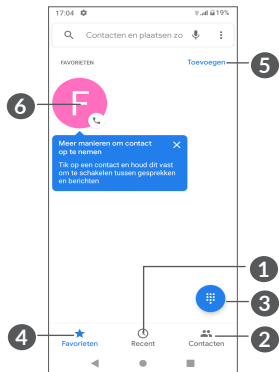 17:04 19%
Contacten en plaatsen zo
FAVORIETEN Toevoegen
5
6
F
Meer manieren om contact
op te nemen
Tik op een contact en houd dit vast
om te schakelen tussen gesprekken
en berichten
1
3
4
2
Favorieten Recent Contacten